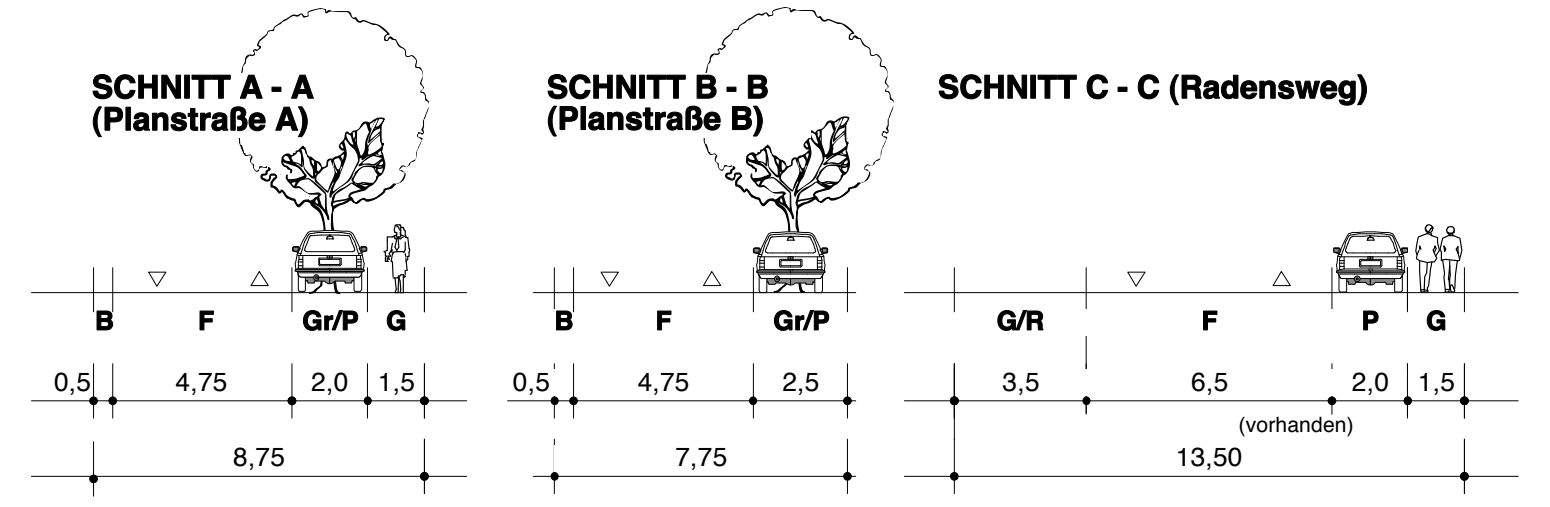 SCHNITT A - A
(Planstraße A)
B F Gr/P G
0,5 4,75 2,0 1,5
8,75
SCHNITT B - B
(Planstraße B)
B F Gr/P
0,5 4,75 2,5
7,75
SCHNITT C - C (Radensweg)
G/R F P G
3,5 6,5 2,0 1,5
(vorhanden)
13,50